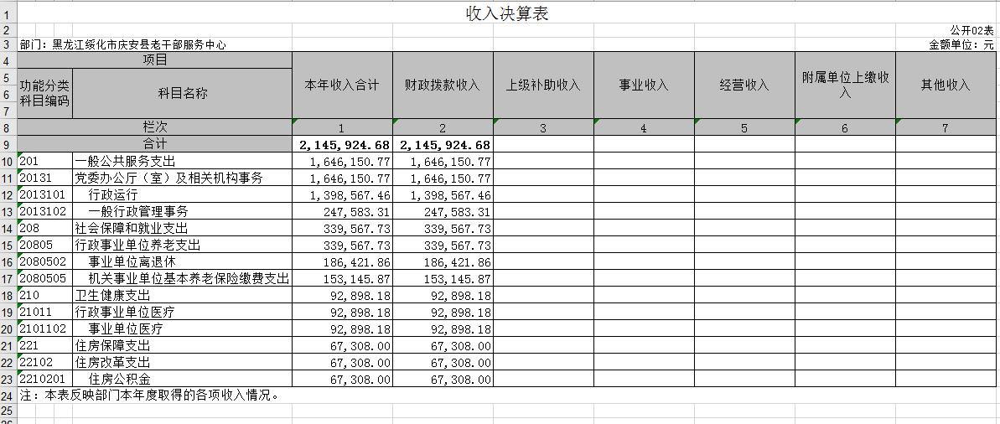 收入决算表
公开02表
部门：黑龙江绥化市庆安县老干部服务中心 金额单位：元
项目 本年收入合计 财政拨款收入 上级补助收入 事业收入 经营收入 附属单位上缴收入 其他收入
功能分类科目编码 科目名称
栏次 1 2 3 4 5 6 7
合计 2,145,924.68 2,145,924.68
201 一般公共服务支出 1,646,150.77 1,646,150.77
20131 党委办公厅（室）及相关机构事务 1,646,150.77 1,646,150.77
2013101 行政运行 1,398,567.46 1,398,567.46
2013102 一般行政管理事务 247,583.31 247,583.31
208 社会保障和就业支出 339,567.73 339,567.73
20805 行政事业单位养老支出 339,567.73 339,567.73
2080502 事业单位离退休 186,421.86 186,421.86
2080505 机关事业单位基本养老保险缴费支出 153,145.87 153,145.87
210 卫生健康支出 92,898.18 92,898.18
21011 行政事业单位医疗 92,898.18 92,898.18
2101102 事业单位医疗 92,898.18 92,898.18
221 住房保障支出 67,308.00 67,308.00
22102 住房改革支出 67,308.00 67,308.00
2210201 住房公积金 67,308.00 67,308.00
注：本表反映部门本年度取得的各项收入情况。